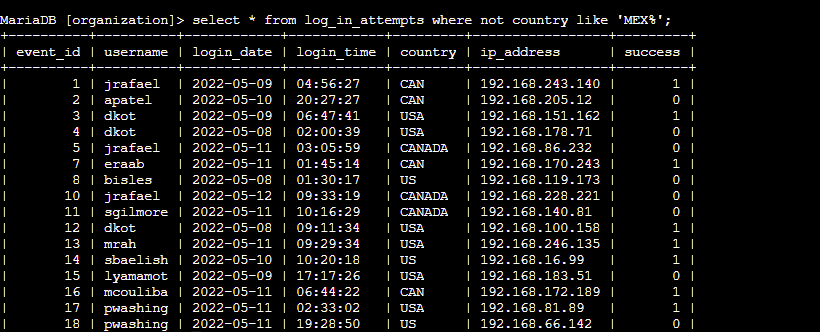 MariaDB [organization]> select * from log_in_attempts where not country like 'MEX%';
+----------+----------+------------+------------+---------+-----------------+---------+
| event_id | username | login_date | login_time | country | ip_address | success |
+----------+----------+------------+------------+---------+-----------------+---------+
| 1 | jrafael | 2022-05-09 | 04:56:27 | CAN | 192.168.243.140 | 1 |
| 2 | apatel | 2022-05-10 | 20:27:27 | CAN | 192.168.205.12 | 0 |
| 3 | dkot | 2022-05-09 | 06:47:41 | USA | 192.168.151.162 | 1 |
| 4 | dkot | 2022-05-08 | 02:00:39 | USA | 192.168.178.71 | 0 |
| 5 | jrafael | 2022-05-11 | 03:05:59 | CANADA | 192.168.86.232 | 0 |
| 7 | eraab | 2022-05-11 | 01:45:14 | CAN | 192.168.170.243 | 1 |
| 8 | bisles | 2022-05-08 | 01:30:17 | US | 192.168.119.173 | 0 |
| 10 | jrafael | 2022-05-12 | 09:33:19 | CANADA | 192.168.228.221 | 0 |
| 11 | sgilmore | 2022-05-11 | 10:16:29 | CANADA | 192.168.140.81 | 0 |
| 12 | dkot | 2022-05-08 | 09:11:34 | USA | 192.168.100.158 | 1 |
| 13 | mrah | 2022-05-11 | 09:29:34 | USA | 192.168.246.135 | 1 |
| 14 | sbaelish | 2022-05-10 | 10:20:18 | US | 192.168.16.99 | 1 |
| 15 | lyamamot | 2022-05-09 | 17:17:26 | USA | 192.168.183.51 | 0 |
| 16 | mcouliba | 2022-05-11 | 06:44:22 | CAN | 192.168.172.189 | 1 |
| 17 | pwashing | 2022-05-11 | 02:33:02 | USA | 192.168.81.89 | 1 |
| 18 | pwashing | 2022-05-11 | 19:28:50 | US | 192.168.66.142 | 0 |